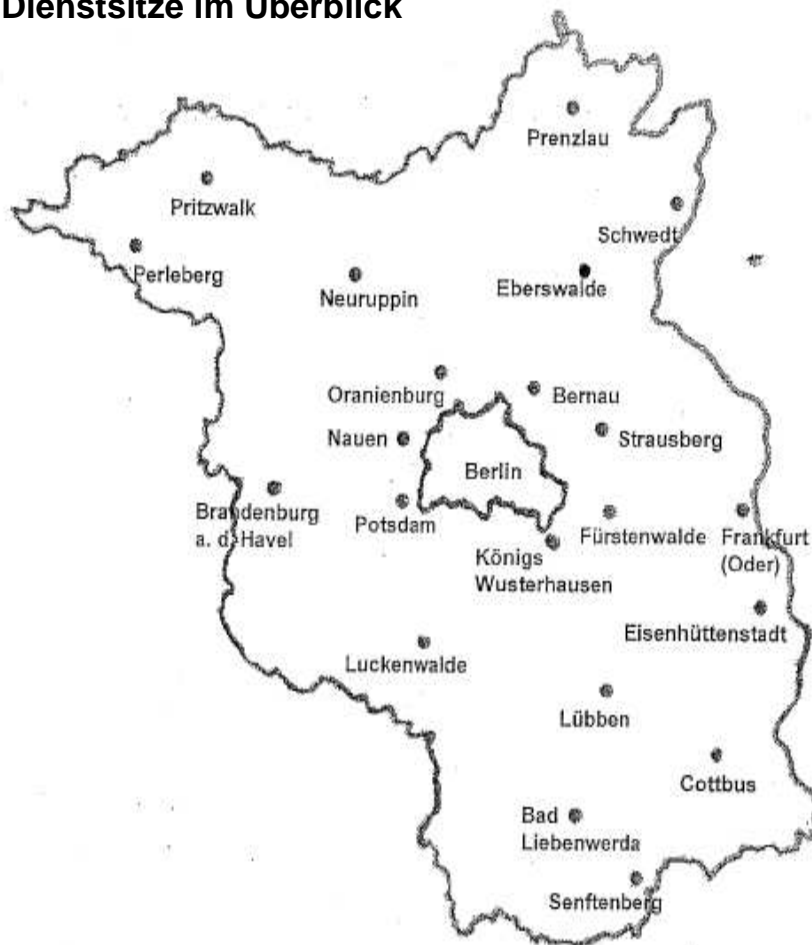 Dienstsitze im Überblick
Prenzlau
Pritzwalk
Schwedt
Perleberg
Neuruppin
Eberswalde
Oranienburg
Bernau
Nauen
Strausberg
Berlin
Brandenburg
a. d. Havel
Potsdam
Fürstenwalde
Frankfurt
(Oder)
Königs
Wusterhausen
Eisenhüttenstadt
Luckenwalde
Lübben
Cottbus
Bad
Liebenwerda
Senftenberg